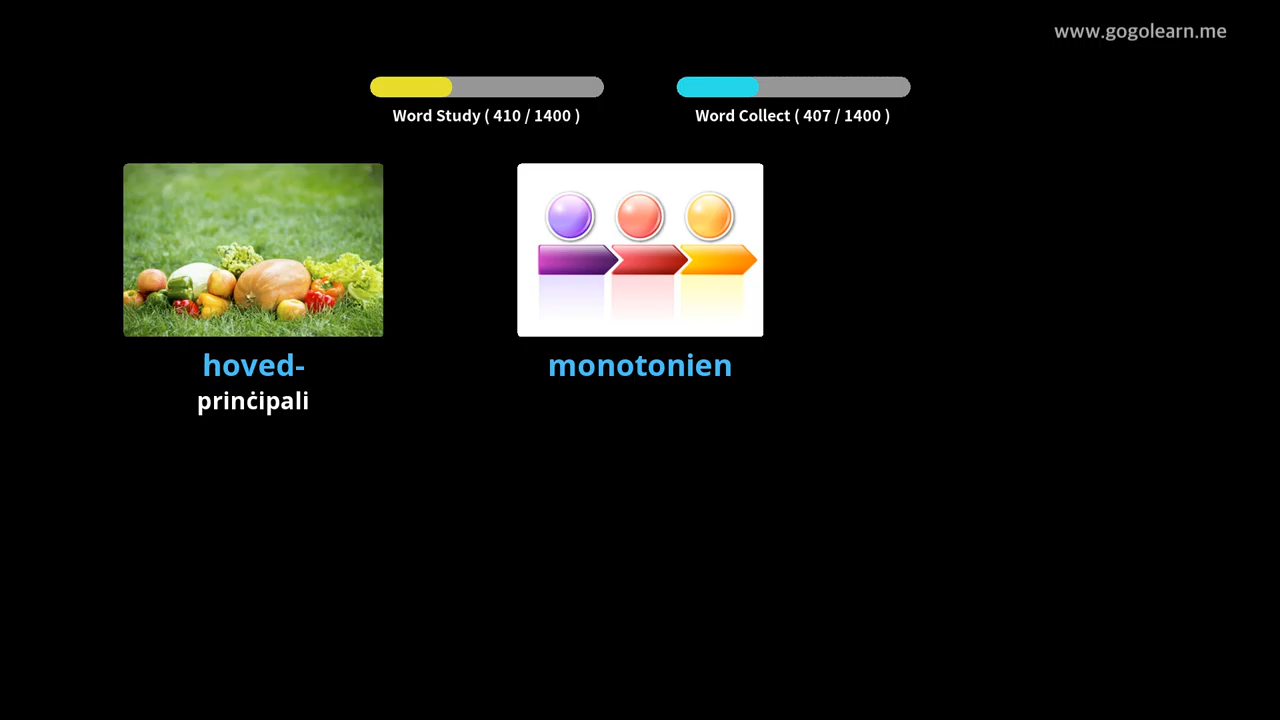 www.gogolearn.me
Word Study ( 410 / 1400 )
Word Collect ( 407 / 1400 )
hoved-
prinċipali
monotonien